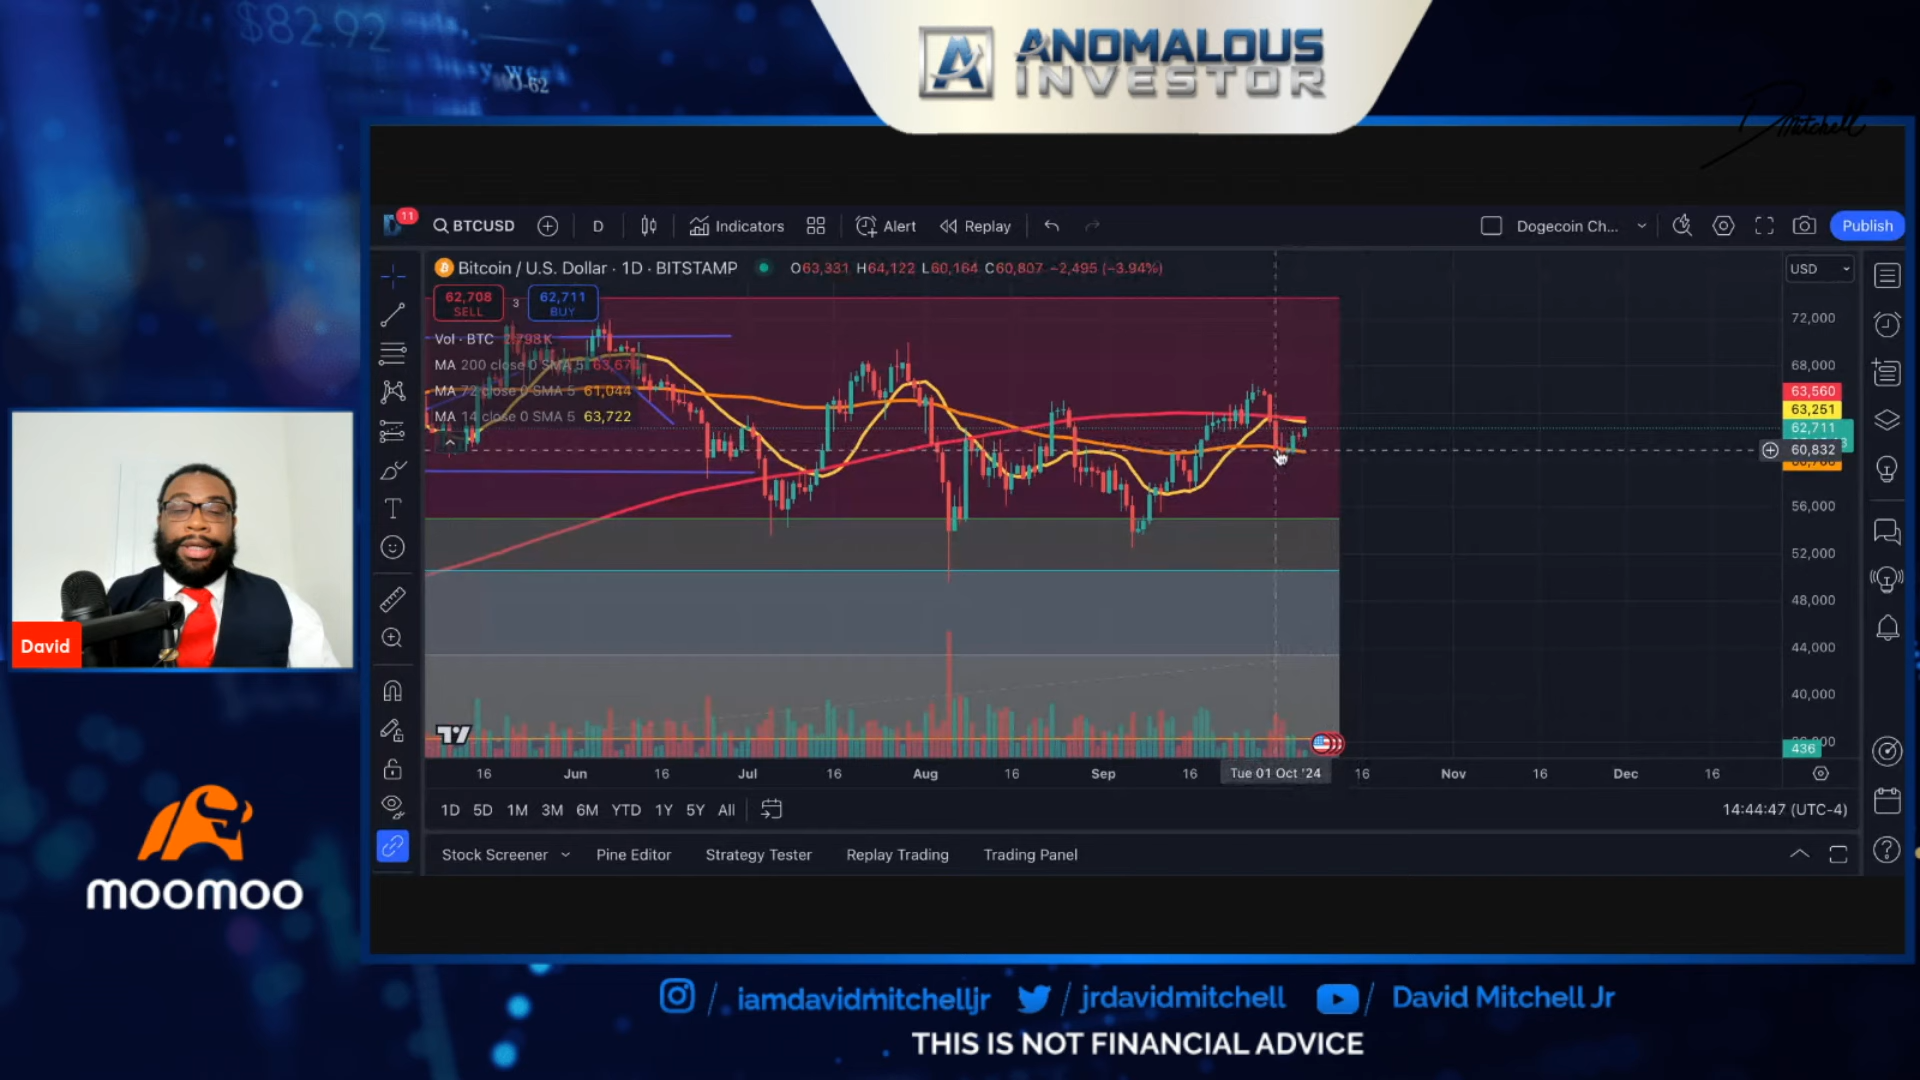 $82.92
ANOMALOUS
INVESTOR
D Mitchell
11
BTCUSD
D
Indicators
Alert
Replay
Dogecoin Ch...
Publish
Bitcoin / U.S. Dollar · 1D · BITSTAMP
O63,331 H64,122 L60,164 C60,807 −2,495 (−3.94%)
USD
62,708
SELL
3
62,711
BUY
Vol · BTC 2.798K
MA 200 close 0 SMA 5
MA 72 close 0 SMA 5 61,044
MA 14 close 0 SMA 5 63,722
72,000
68,000
63,560
63,251
62,711
60,832
56,000
52,000
48,000
44,000
40,000
436
16 Jun 16 Jul 16 Aug 16 Sep 16 Tue 01 Oct '24 16 Nov 16 Dec 16
1D 5D 1M 3M 6M YTD 1Y 5Y All
14:44:47 (UTC-4)
Stock Screener Pine Editor Strategy Tester Replay Trading Trading Panel
David
moomoo
/ iamdavidmitchelljr / jrdavidmitchell / David Mitchell Jr
THIS IS NOT FINANCIAL ADVICE